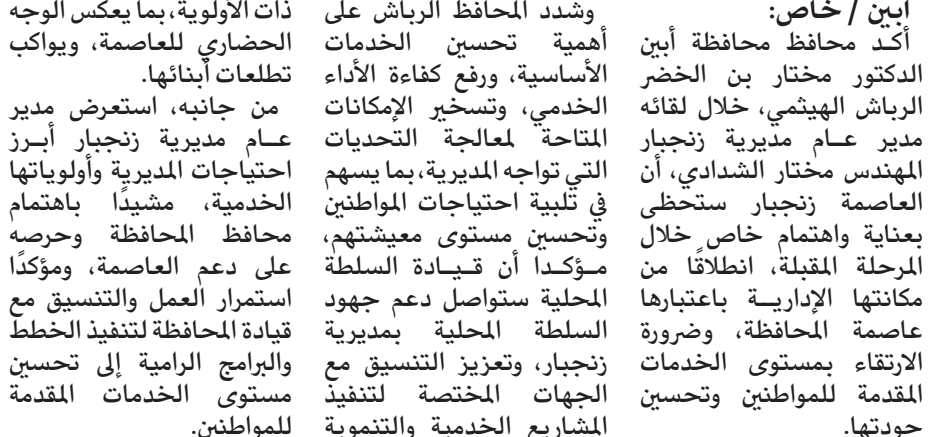 أبين / خاص:
أكـد محافظ محافظة أبين
الدكتور مختار بن الخضر
الرباش الهيثمي، خلال لقائه
مدير عــام مديرية زنجبار
المهندس مختار الشدادي، أن
العاصمة زنجبار ستحظى
بعناية واهتمام خاص خلال
المرحلة المقبلة، انطلاقًا من
مكانتها الإداريــة باعتبارها
عاصمة المحافظة، وضرورة
الارتقاء بمستوى الخدمات
المقدمة للمواطنين وتحسين
جودتها.
وشدد المحافظ الرباش على
أهمية تحسين الخدمات
الأساسية، ورفع كفاءة الأداء
الخدمي، وتسخير الإمكانات
المتاحة لمعالجة التحديات
التي تواجه المديرية، بما يسهم
في تلبية احتياجات المواطنين
وتحسين مستوى معيشتهم،
مــؤكــدا أن قــيــادة السلطة
المحلية ستواصل دعم جهود
السلطة المحلية بمديرية
زنجبار، وتعزيز التنسيق مع
الجهات المختصة لتنفيذ
المشاريع الخدمية والتنموية
ذات الأولوية، بما يعكس الوجه
الحضاري للعاصمة، ويواكب
تطلعات أبنائها.
من جانبه، استعرض مدير
عــام مديرية زنجبار أبــرز
احتياجات المديرية وأولوياتها
الخدمية، مشيدًا باهتمام
محافظ المحافظة وحرصه
على دعم العاصمة، ومؤكدًا
استمرار العمل والتنسيق مع
قيادة المحافظة لتنفيذ الخطط
والبرامج الرامية إلى تحسين
مستوى الخدمات المقدمة
للمواطنين.